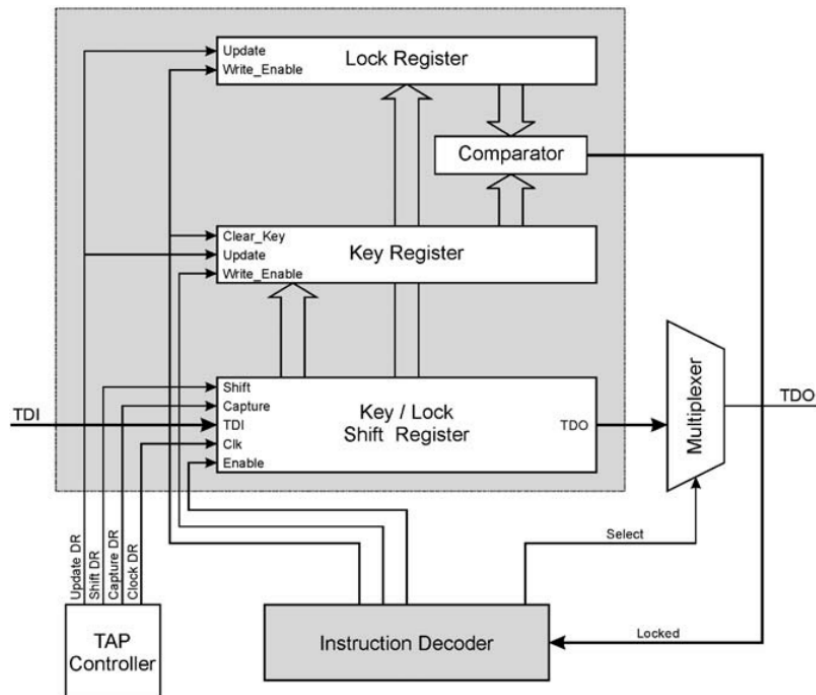 Update
Write_Enable
Lock Register
Comparator
Clear_Key
Update
Write_Enable
Key Register
Shift
Capture
TDI
Clk
Enable
Key / Lock
Shift Register
TDO
TDI
Multiplexer
TDO
Update DR
Shift DR
Capture DR
Clock DR
Select
TAP
Controller
Instruction Decoder
Locked